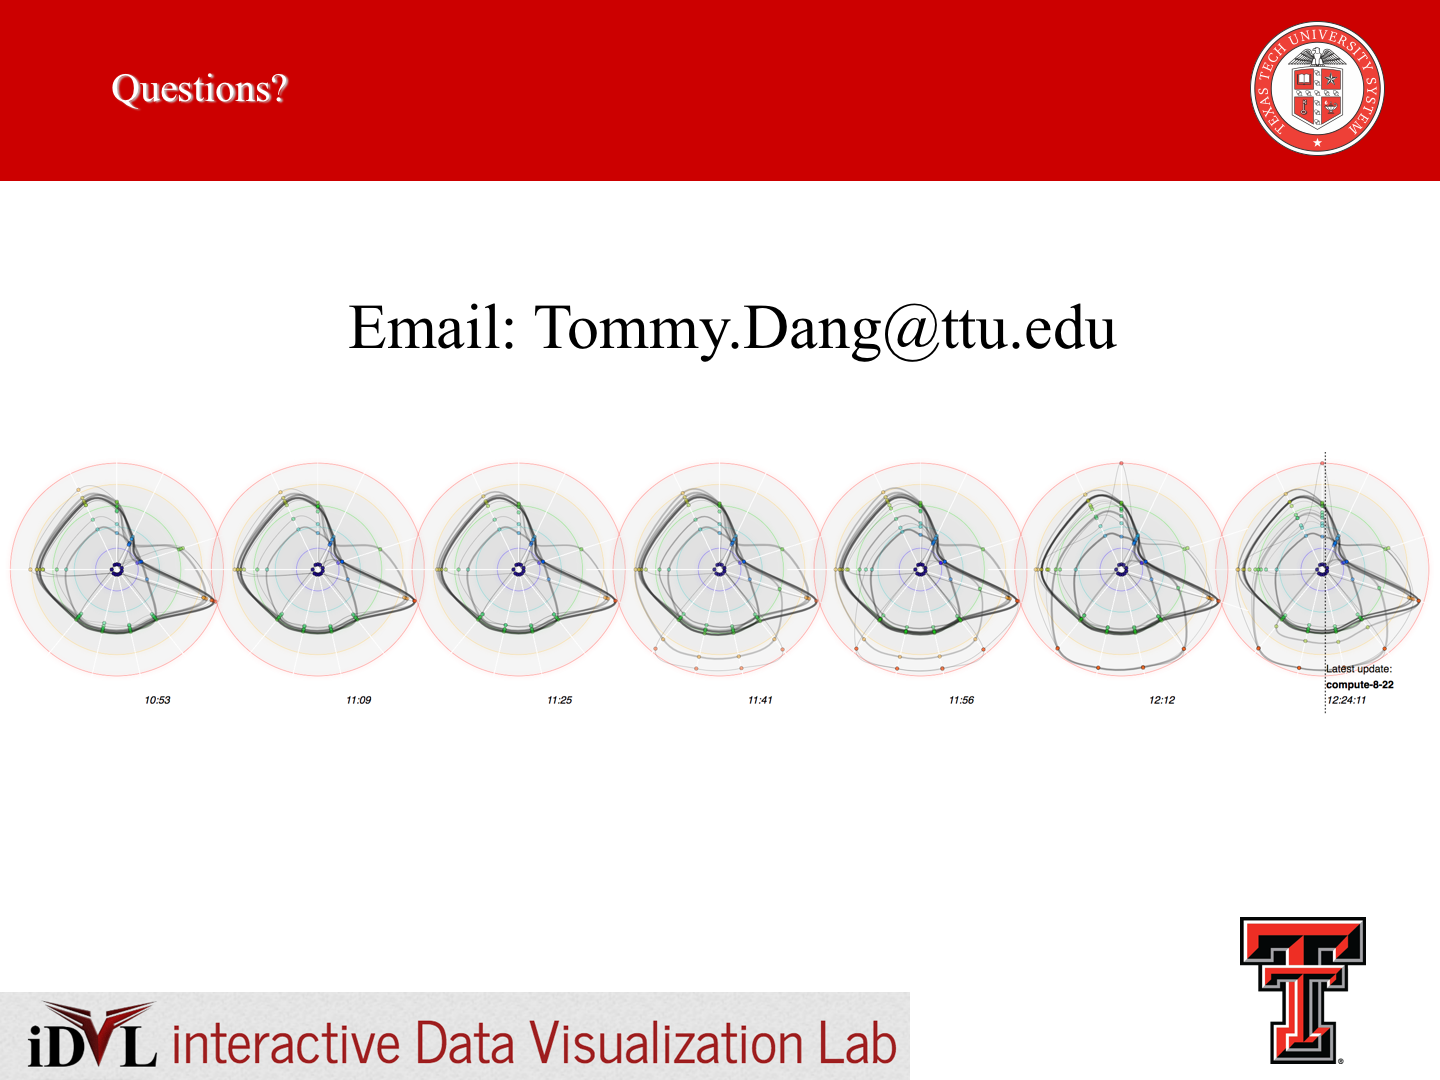 Questions?
TEXAS TECH UNIVERSITY SYSTEM
Email: Tommy.Dang@ttu.edu
10:53
11:09
11:25
11:41
11:56
12:12
Latest update:
compute-8-22
12:24:11
iDVL interactive Data Visualization Lab
®